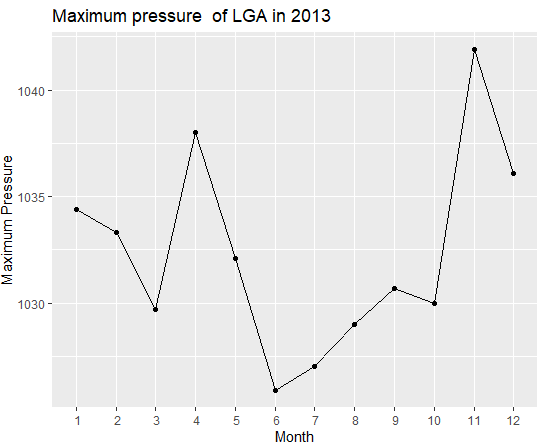 Maximum pressure  of LGA in 2013
Maximum Pressure
1040
1035
1030
1 2 3 4 5 6 7 8 9 10 11 12
Month